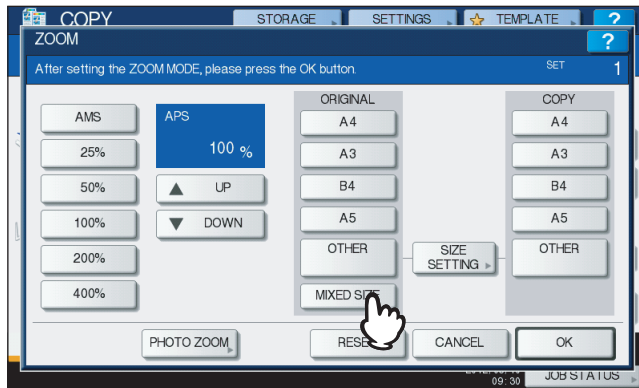 COPY
STORAGE
SETTINGS
TEMPLATE
?
ZOOM
?
After setting the ZOOM MODE, please press the OK button.
SET 1
ORIGINAL
COPY
AMS
APS
100 %
A4
A4
25%
A3
A3
50%
UP
B4
B4
100%
DOWN
A5
A5
200%
OTHER
SIZE
SETTING
OTHER
400%
MIXED SIZE
PHOTO ZOOM
CANCEL
OK
09:30
JOB STATUS